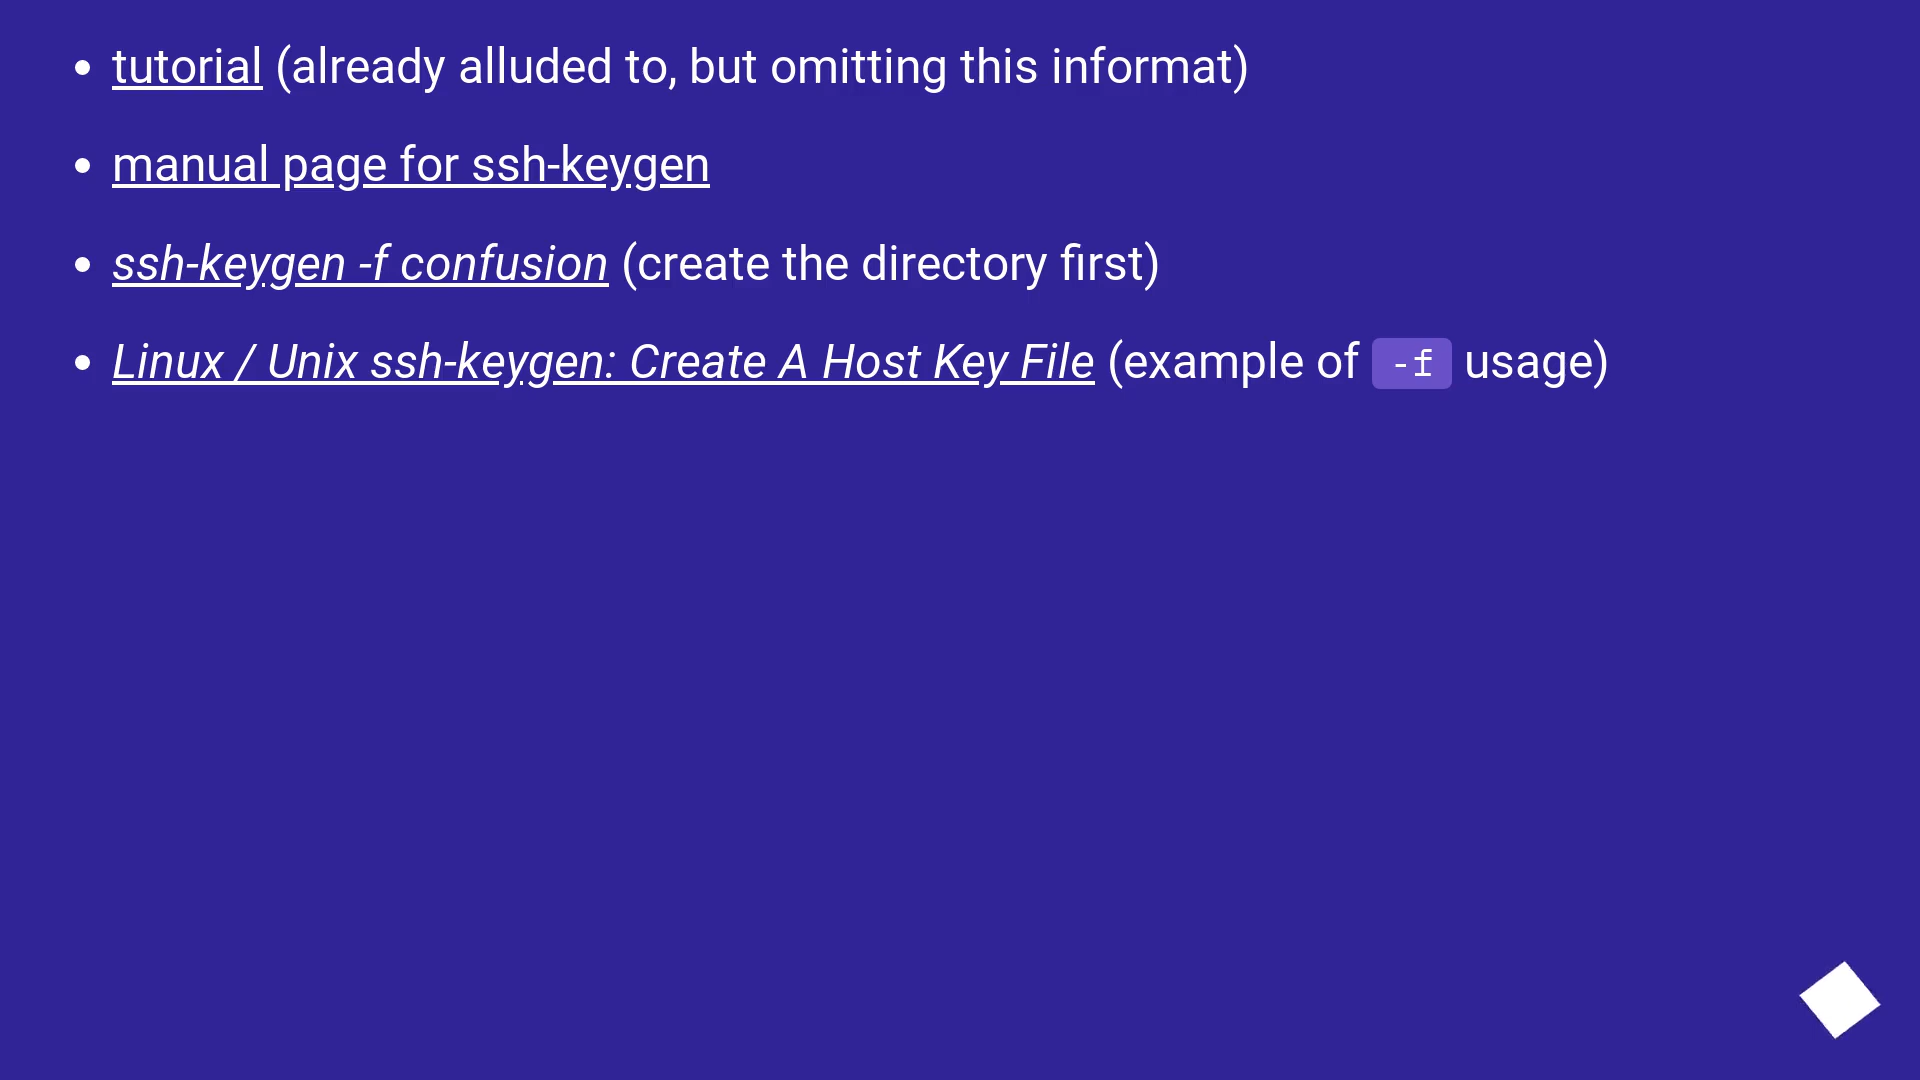 • tutorial (already alluded to, but omitting this informat)
• manual page for ssh-keygen
• ssh-keygen -f confusion (create the directory first)
• Linux / Unix ssh-keygen: Create A Host Key File (example of -f usage)